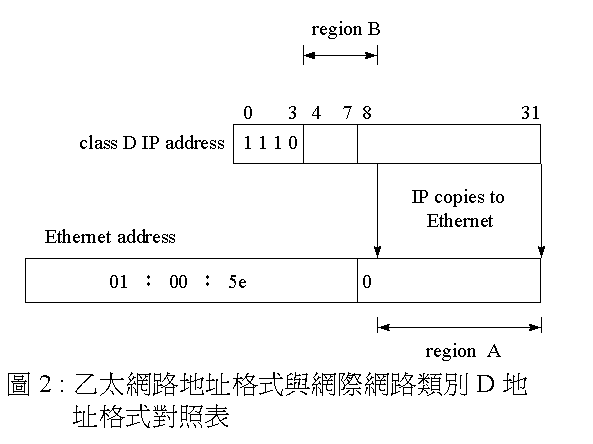 region B
0 3 4 7 8 31
class D IP address 1 1 1 0
IP copies to
Ethernet
Ethernet address
01 : 00 : 5e 0
region A
圖 2 : 乙太網路地址格式與網際網路類別 D 地
址格式對照表